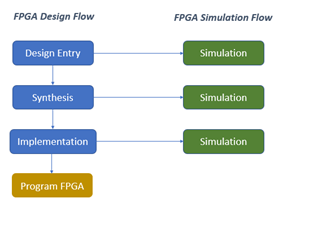 FPGA Design Flow
FPGA Simulation Flow
Design Entry
Simulation
Synthesis
Simulation
Implementation
Simulation
Program FPGA